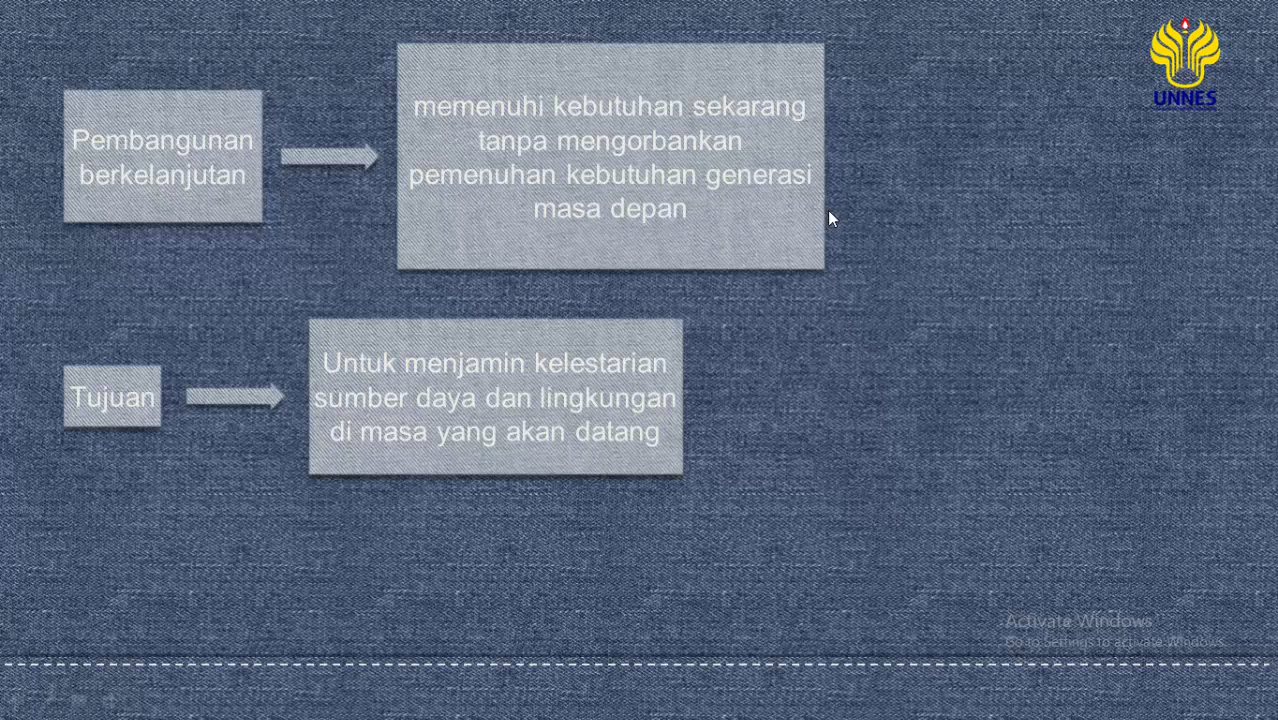 UNNES
Pembangunan
berkelanjutan
memenuhi kebutuhan sekarang
tanpa mengorbankan
pemenuhan kebutuhan generasi
masa depan
Tujuan
Untuk menjamin kelestarian
sumber daya dan lingkungan
di masa yang akan datang
Activate Windows
Go to Settings to activate Windows.